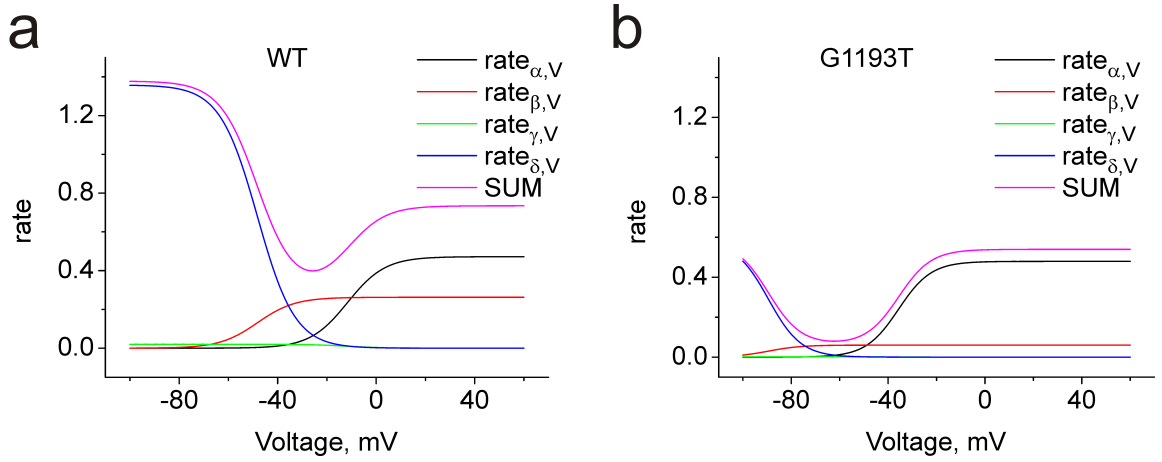 a
WT
rateα,V
rateβ,V
rateγ,V
rateδ,V
SUM
1.2
0.8
0.4
0.0
rate
-80 -40 0 40
Voltage, mV
b
G1193T
rateα,V
rateβ,V
rateγ,V
rateδ,V
SUM
1.2
0.8
0.4
0.0
rate
-80 -40 0 40
Voltage, mV